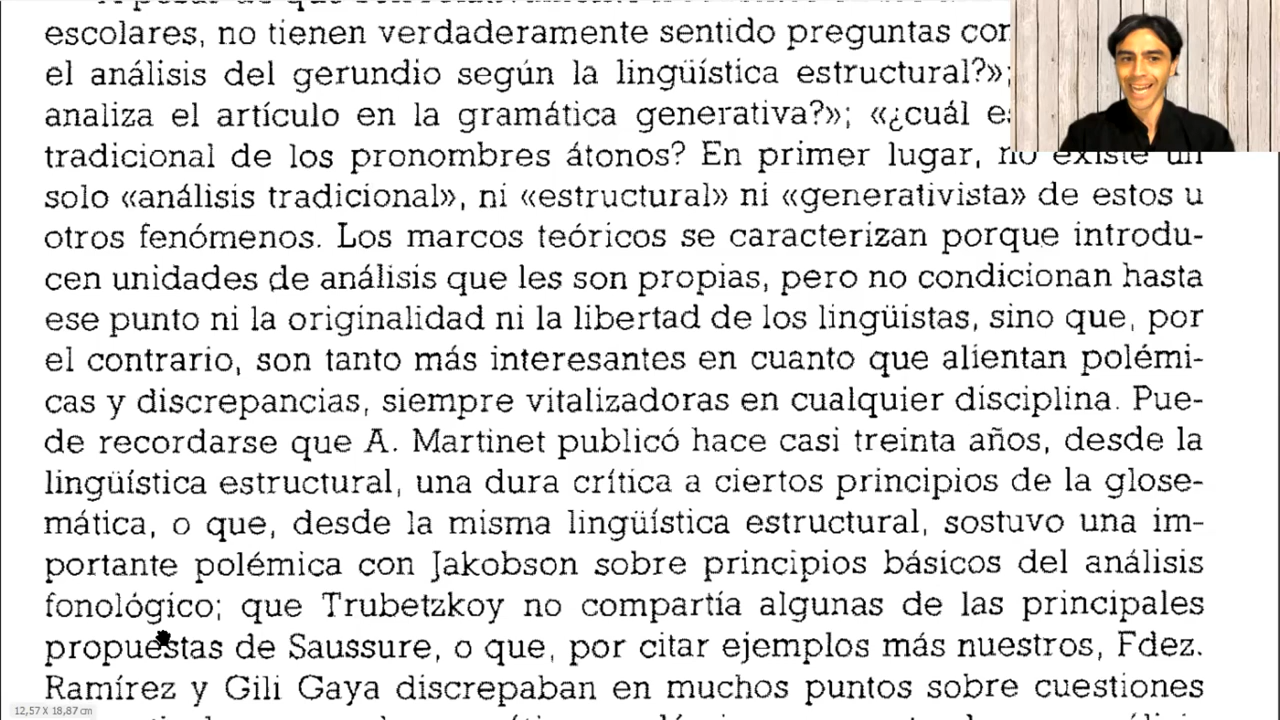 escolares, no tienen verdaderamente sentido preguntas
el análisis del gerundio según la lingüística estructural?»;
analiza el artículo en la gramática generativa?»; «¿cuál
tradicional de los pronombres átonos? En primer lugar, no existe un
solo «análisis tradicional», ni «estructural» ni «generativista» de estos u
otros fenómenos. Los marcos teóricos se caracterizan porque introdu-
cen unidades de análisis que les son propias, pero no condicionan hasta
ese punto ni la originalidad ni la libertad de los lingüistas, sino que, por
el contrario, son tanto más interesantes en cuanto que alientan polémi-
cas y discrepancias, siempre vitalizadoras en cualquier disciplina. Pue-
de recordarse que A. Martinet publicó hace casi treinta años, desde la
lingüística estructural, una dura crítica a ciertos principios de la glose-
mática, o que, desde la misma lingüística estructural, sostuvo una im-
portante polémica con Jakobson sobre principios básicos del análisis
fonológico; que Trubetzkoy no compartía algunas de las principales
propuestas de Saussure, o que, por citar ejemplos más nuestros, Fdez.
Ramírez y Gili Gaya discrepaban en muchos puntos sobre cuestiones
12,57 X 18,87 cm